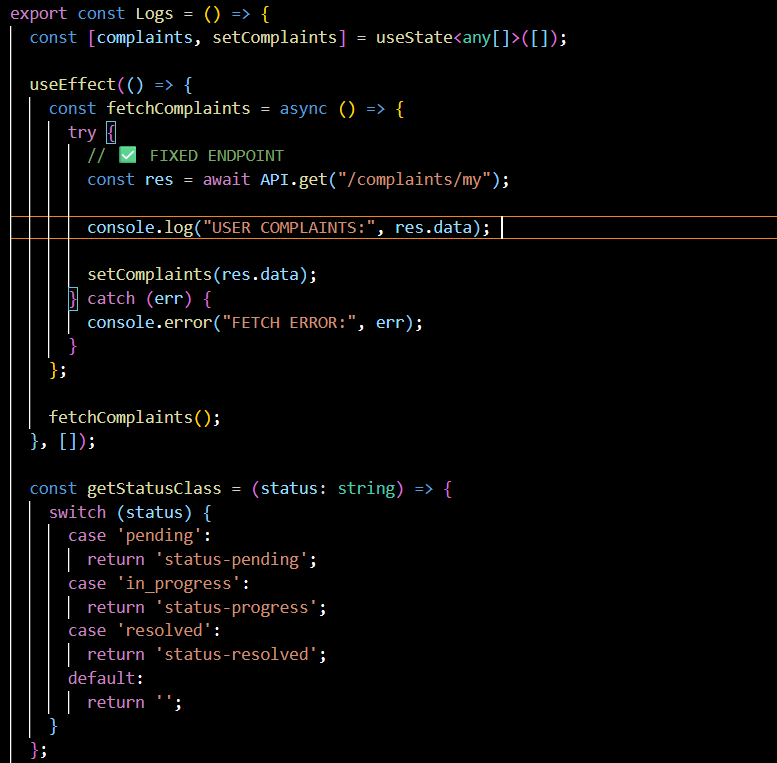 export const Logs = () => {
const [complaints, setComplaints] = useState<any[]>([]);
useEffect(() => {
const fetchComplaints = async () => {
try {
// ✅ FIXED ENDPOINT
const res = await API.get("/complaints/my");
console.log("USER COMPLAINTS:", res.data);
setComplaints(res.data);
} catch (err) {
console.error("FETCH ERROR:", err);
}
};
fetchComplaints();
}, []);
const getStatusClass = (status: string) => {
switch (status) {
case 'pending':
return 'status-pending';
case 'in_progress':
return 'status-progress';
case 'resolved':
return 'status-resolved';
default:
return '';
}
};